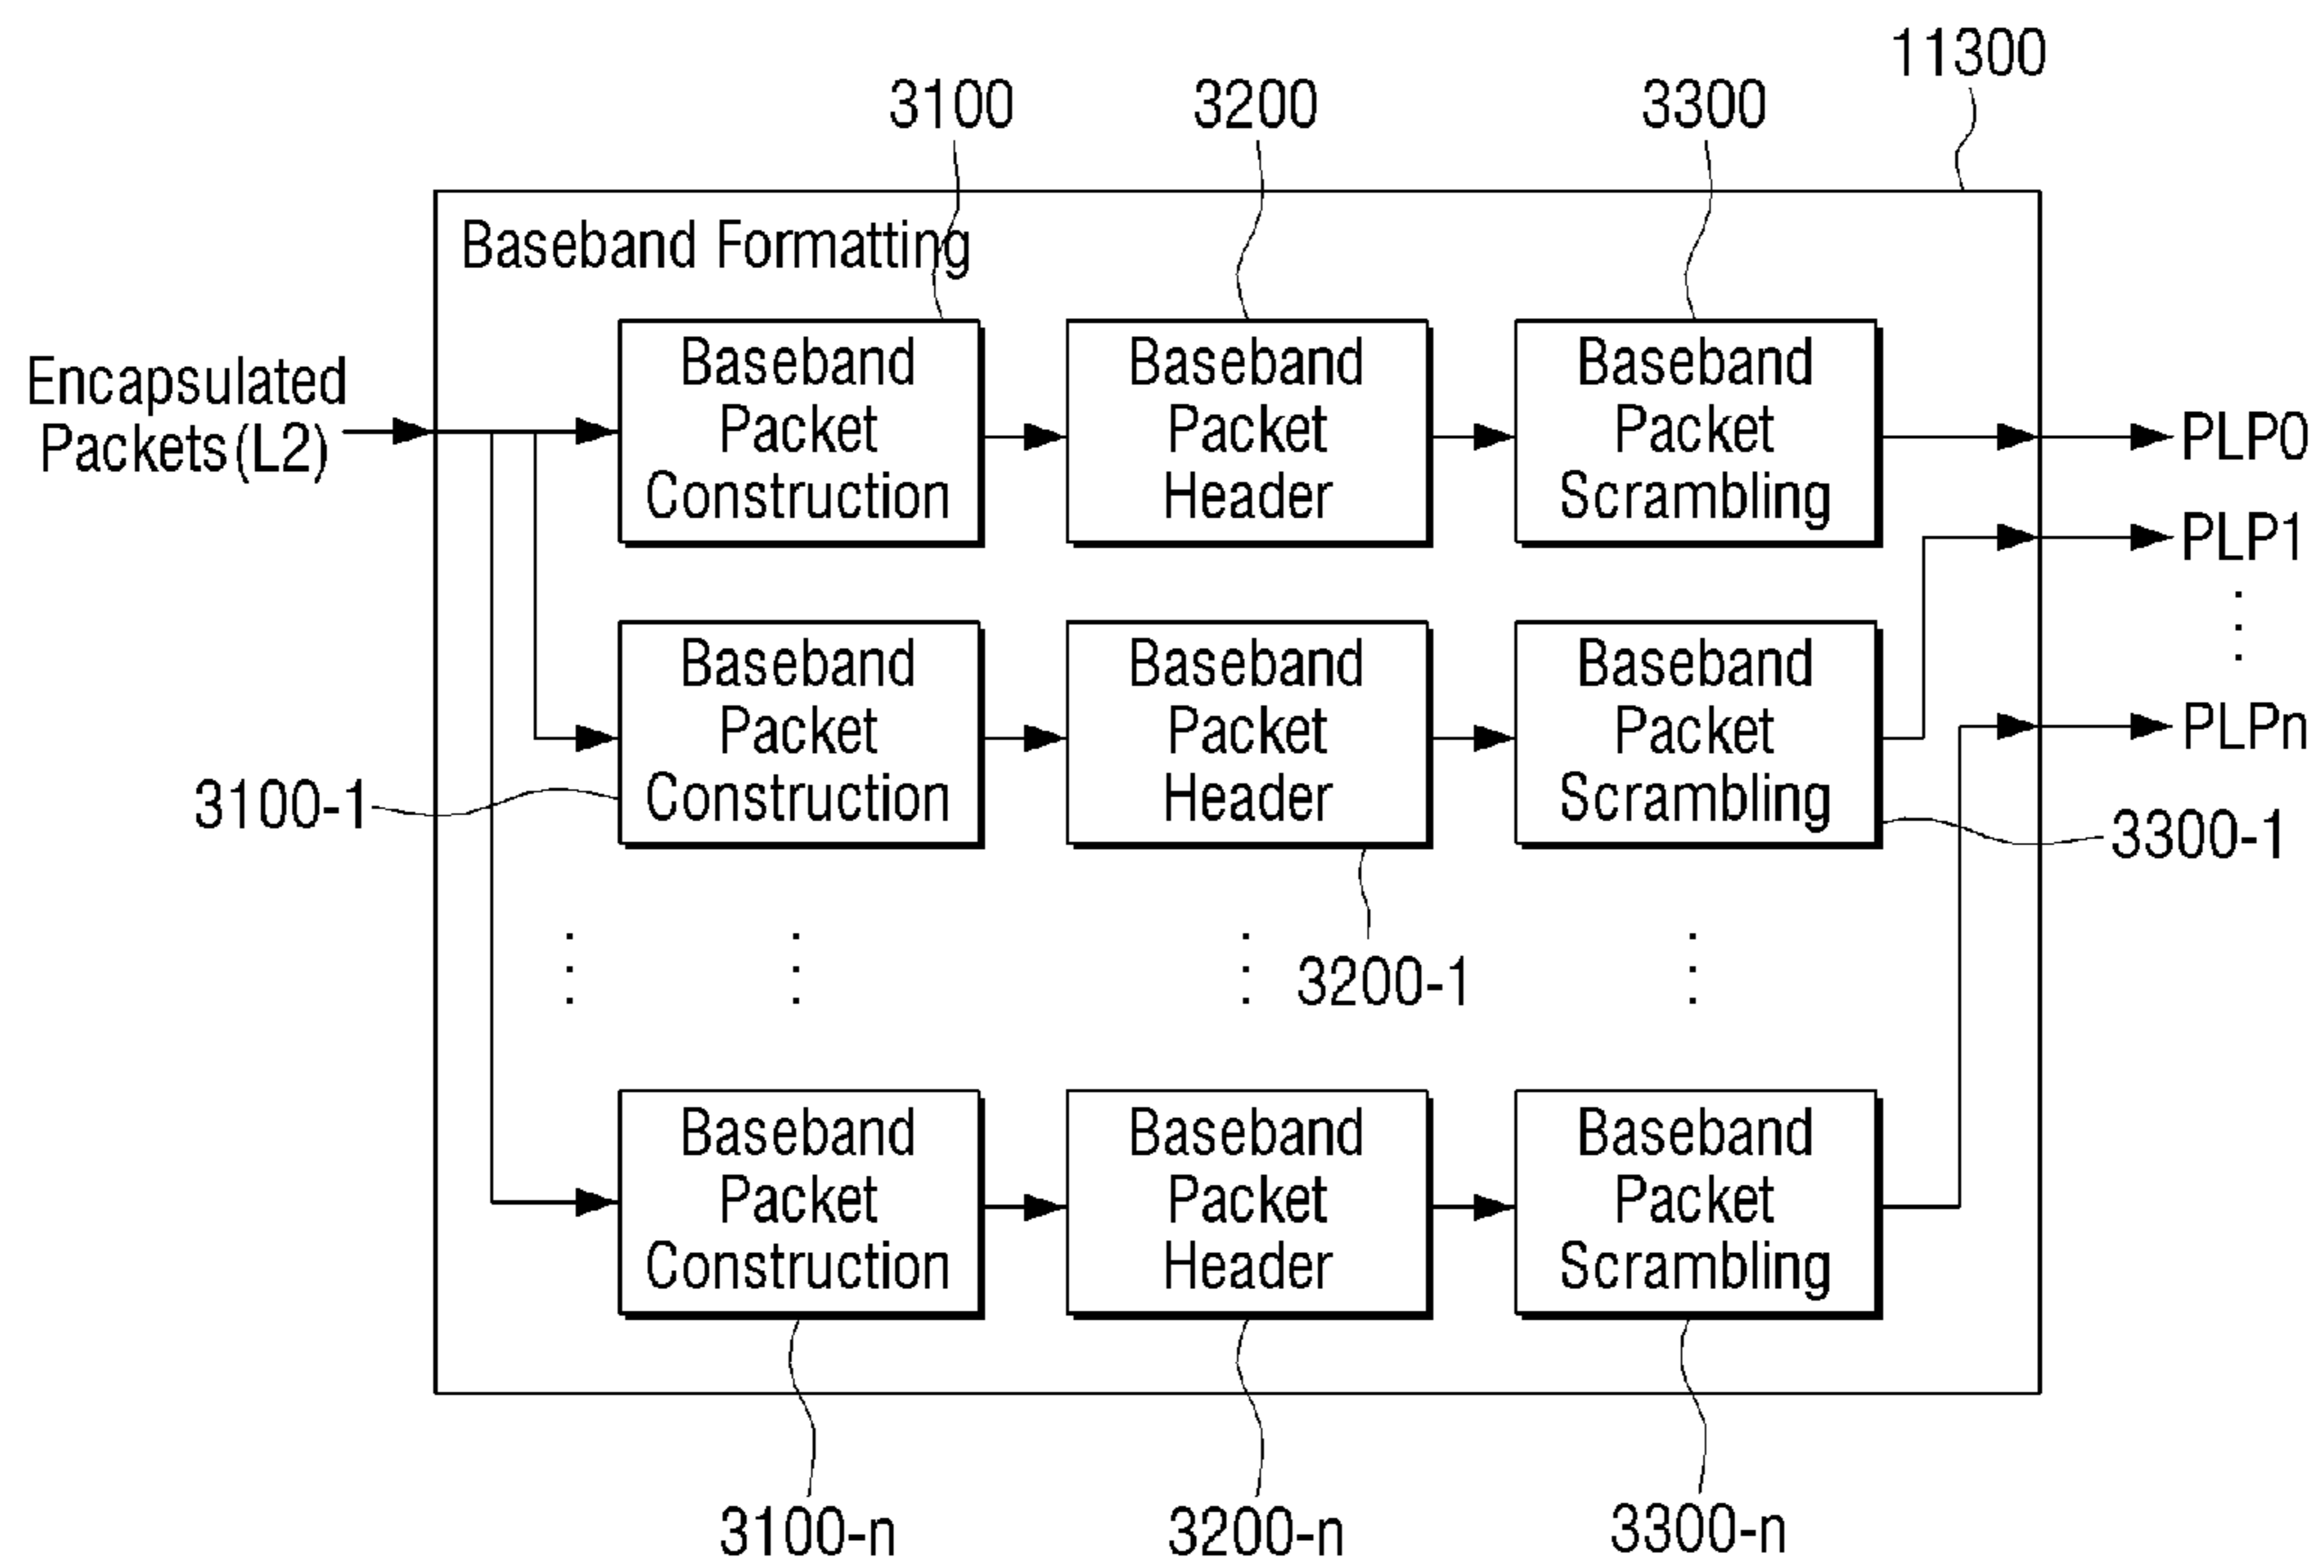 11300
3100
3200
3300
Baseband Formatting
Encapsulated
Packets(L2)
Baseband
Packet
Construction
Baseband
Packet
Header
Baseband
Packet
Scrambling
PLP0
PLP1
PLPn
Baseband
Packet
Construction
Baseband
Packet
Header
Baseband
Packet
Scrambling
3100-1
3300-1
3200-1
Baseband
Packet
Construction
Baseband
Packet
Header
Baseband
Packet
Scrambling
3100-n
3200-n
3300-n